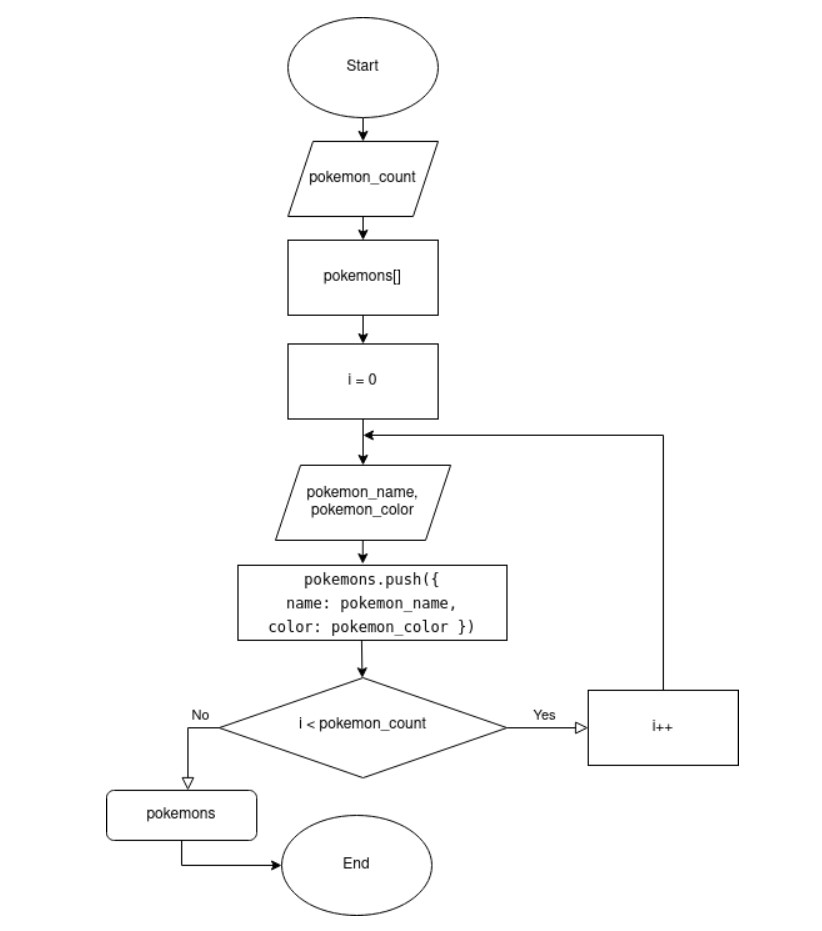 Start
pokemon_count
pokemons[]
i = 0
pokemon_name,
pokemon_color
pokemons.push({
name: pokemon_name,
color: pokemon_color })
No
i < pokemon_count
Yes
i++
pokemons
End